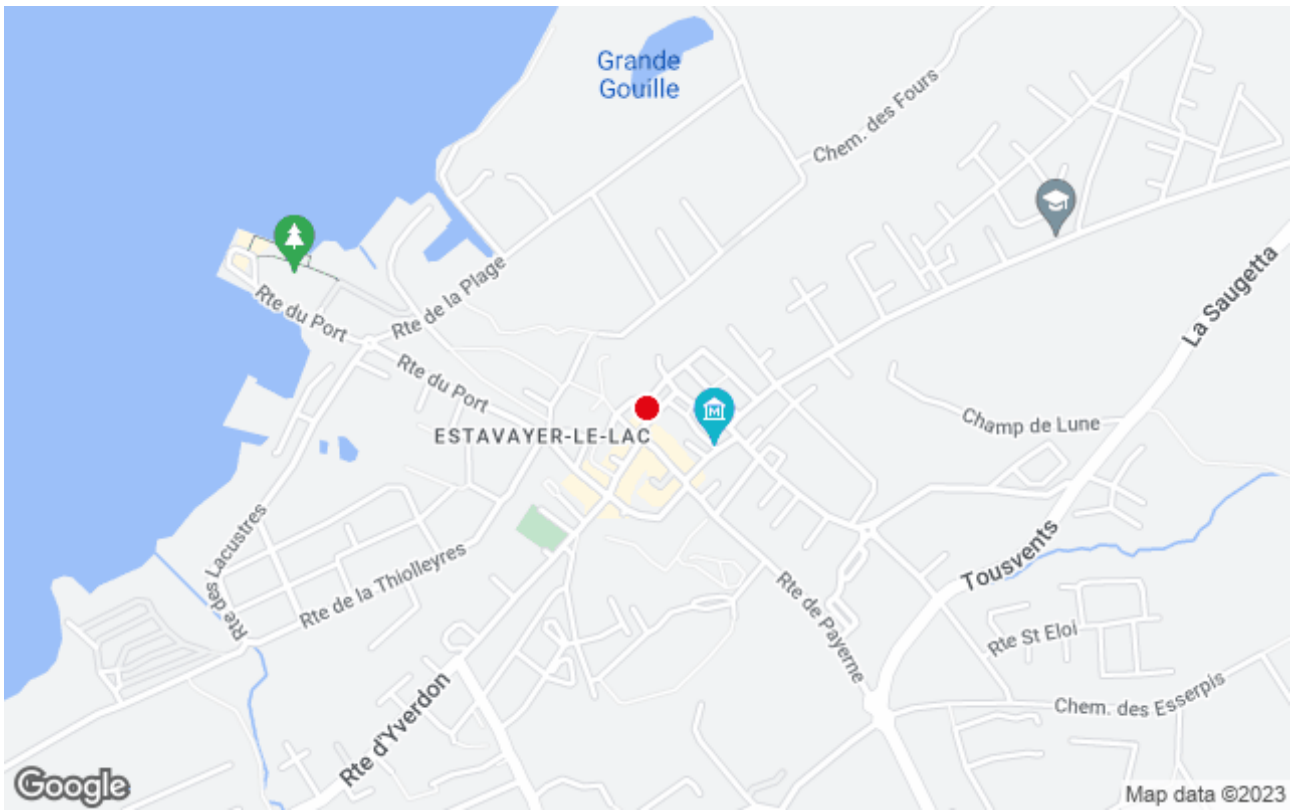 Grande
Gouille
Chem. des Fours
Rte de la Plage
Rte du Port
Rte du Port
La Saugetta
Champ de Lune
M
ESTAVAYER-LE-LAC
Rte des Lacustres
Rte de la Thiolleyres
Tousvents
Rte de Payerne
Rte St Eloi
Rte d'Yverdon
Chem. des Esserpis
Google
Map data ©2023